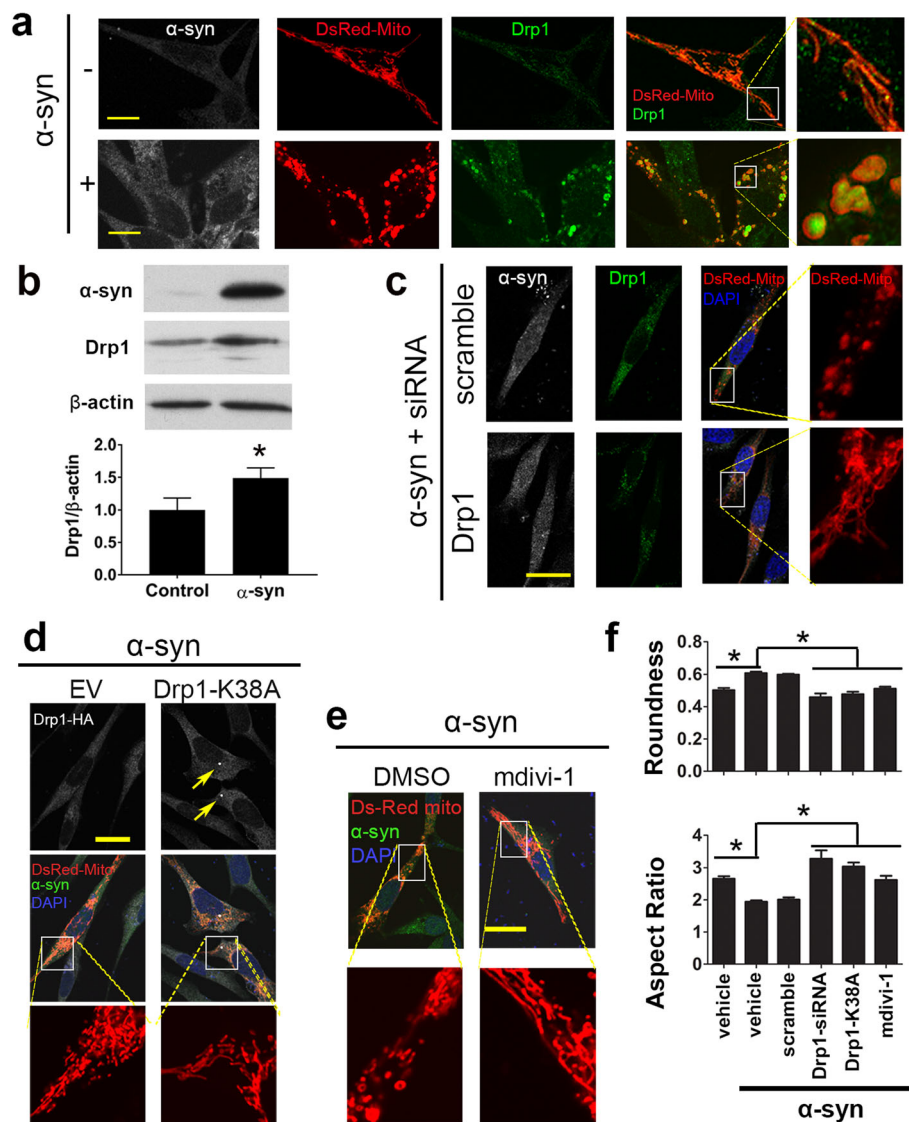 a
α-syn
DsRed-Mito
Drp1
DsRed-Mito
Drp1
α-syn
-
+
b
α-syn
Drp1
β-actin
Drp1/β-actin
2.0
1.5
1.0
0.5
0.0
*
Control
α-syn
c
α-syn + siRNA
scramble
Drp1
α-syn
Drp1
DsRed-Mitp
DAPI
DsRed-Mitp
d
α-syn
EV
Drp1-K38A
Drp1-HA
DsRed-Mito
α-syn
DAPI
e
α-syn
DMSO
mdivi-1
Ds-Red mito
α-syn
DAPI
f
Roundness
0.8
0.6
0.4
0.2
0.0
*
*
Aspect Ratio
4
3
2
1
0
*
*
vehicle
vehicle
scramble
Drp1-siRNA
Drp1-K38A
mdivi-1
α-syn